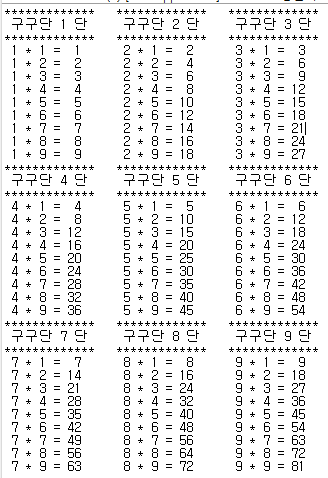 ************  ************  ************
구구단 1 단  구구단 2 단  구구단 3 단
************  ************  ************
1 * 1 =  1  2 * 1 =  2  3 * 1 =  3
1 * 2 =  2  2 * 2 =  4  3 * 2 =  6
1 * 3 =  3  2 * 3 =  6  3 * 3 =  9
1 * 4 =  4  2 * 4 =  8  3 * 4 = 12
1 * 5 =  5  2 * 5 = 10  3 * 5 = 15
1 * 6 =  6  2 * 6 = 12  3 * 6 = 18
1 * 7 =  7  2 * 7 = 14  3 * 7 = 21
1 * 8 =  8  2 * 8 = 16  3 * 8 = 24
1 * 9 =  9  2 * 9 = 18  3 * 9 = 27
************  ************  ************
구구단 4 단  구구단 5 단  구구단 6 단
************  ************  ************
4 * 1 =  4  5 * 1 =  5  6 * 1 =  6
4 * 2 =  8  5 * 2 = 10  6 * 2 = 12
4 * 3 = 12  5 * 3 = 15  6 * 3 = 18
4 * 4 = 16  5 * 4 = 20  6 * 4 = 24
4 * 5 = 20  5 * 5 = 25  6 * 5 = 30
4 * 6 = 24  5 * 6 = 30  6 * 6 = 36
4 * 7 = 28  5 * 7 = 35  6 * 7 = 42
4 * 8 = 32  5 * 8 = 40  6 * 8 = 48
4 * 9 = 36  5 * 9 = 45  6 * 9 = 54
************  ************  ************
구구단 7 단  구구단 8 단  구구단 9 단
************  ************  ************
7 * 1 =  7  8 * 1 =  8  9 * 1 =  9
7 * 2 = 14  8 * 2 = 16  9 * 2 = 18
7 * 3 = 21  8 * 3 = 24  9 * 3 = 27
7 * 4 = 28  8 * 4 = 32  9 * 4 = 36
7 * 5 = 35  8 * 5 = 40  9 * 5 = 45
7 * 6 = 42  8 * 6 = 48  9 * 6 = 54
7 * 7 = 49  8 * 7 = 56  9 * 7 = 63
7 * 8 = 56  8 * 8 = 64  9 * 8 = 72
7 * 9 = 63  8 * 9 = 72  9 * 9 = 81